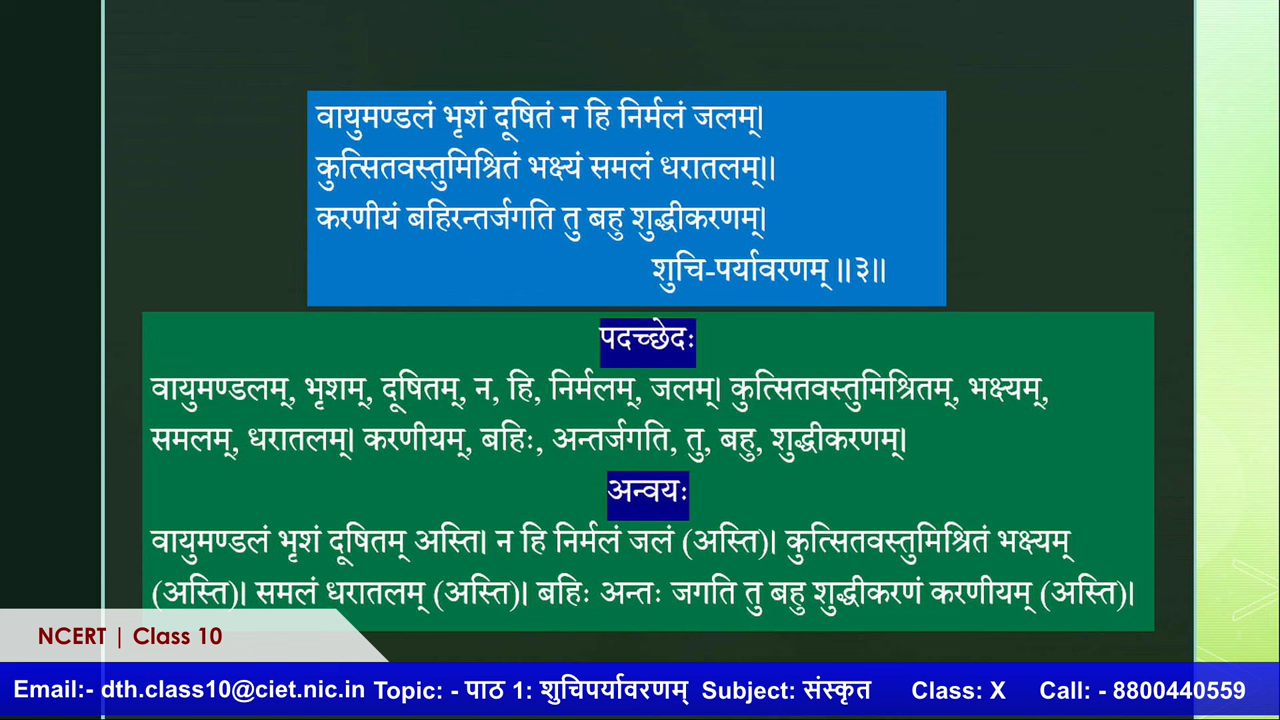 वायुमण्डलं भृशं दूषितं न हि निर्मलं जलम्।
कुत्सितवस्तुमिश्रितं भक्ष्यं समलं धरातलम्।।
करणीयं बहिरन्तर्जगति तु बहु शुद्धीकरणम्।
शुचि-पर्यावरणम् ॥३॥
पदच्छेदः
वायुमण्डलम्, भृशम्, दूषितम्, न, हि, निर्मलम्, जलम्। कुत्सितवस्तुमिश्रितम्, भक्ष्यम्,
समलम्, धरातलम्। करणीयम्, बहिः, अन्तर्जगति, तु, बहु, शुद्धीकरणम्।
अन्वयः
वायुमण्डलं भृशं दूषितम् अस्ति। न हि निर्मलं जलं (अस्ति)। कुत्सितवस्तुमिश्रितं भक्ष्यम्
(अस्ति)। समलं धरातलम् (अस्ति)। बहिः अन्तः जगति तु बहु शुद्धीकरणं करणीयम् (अस्ति)।
NCERT | Class 10
Email:- dth.class10@ciet.nic.in Topic: - पाठ 1: शुचिपर्यावरणम् Subject: संस्कृत Class: X Call: - 8800440559